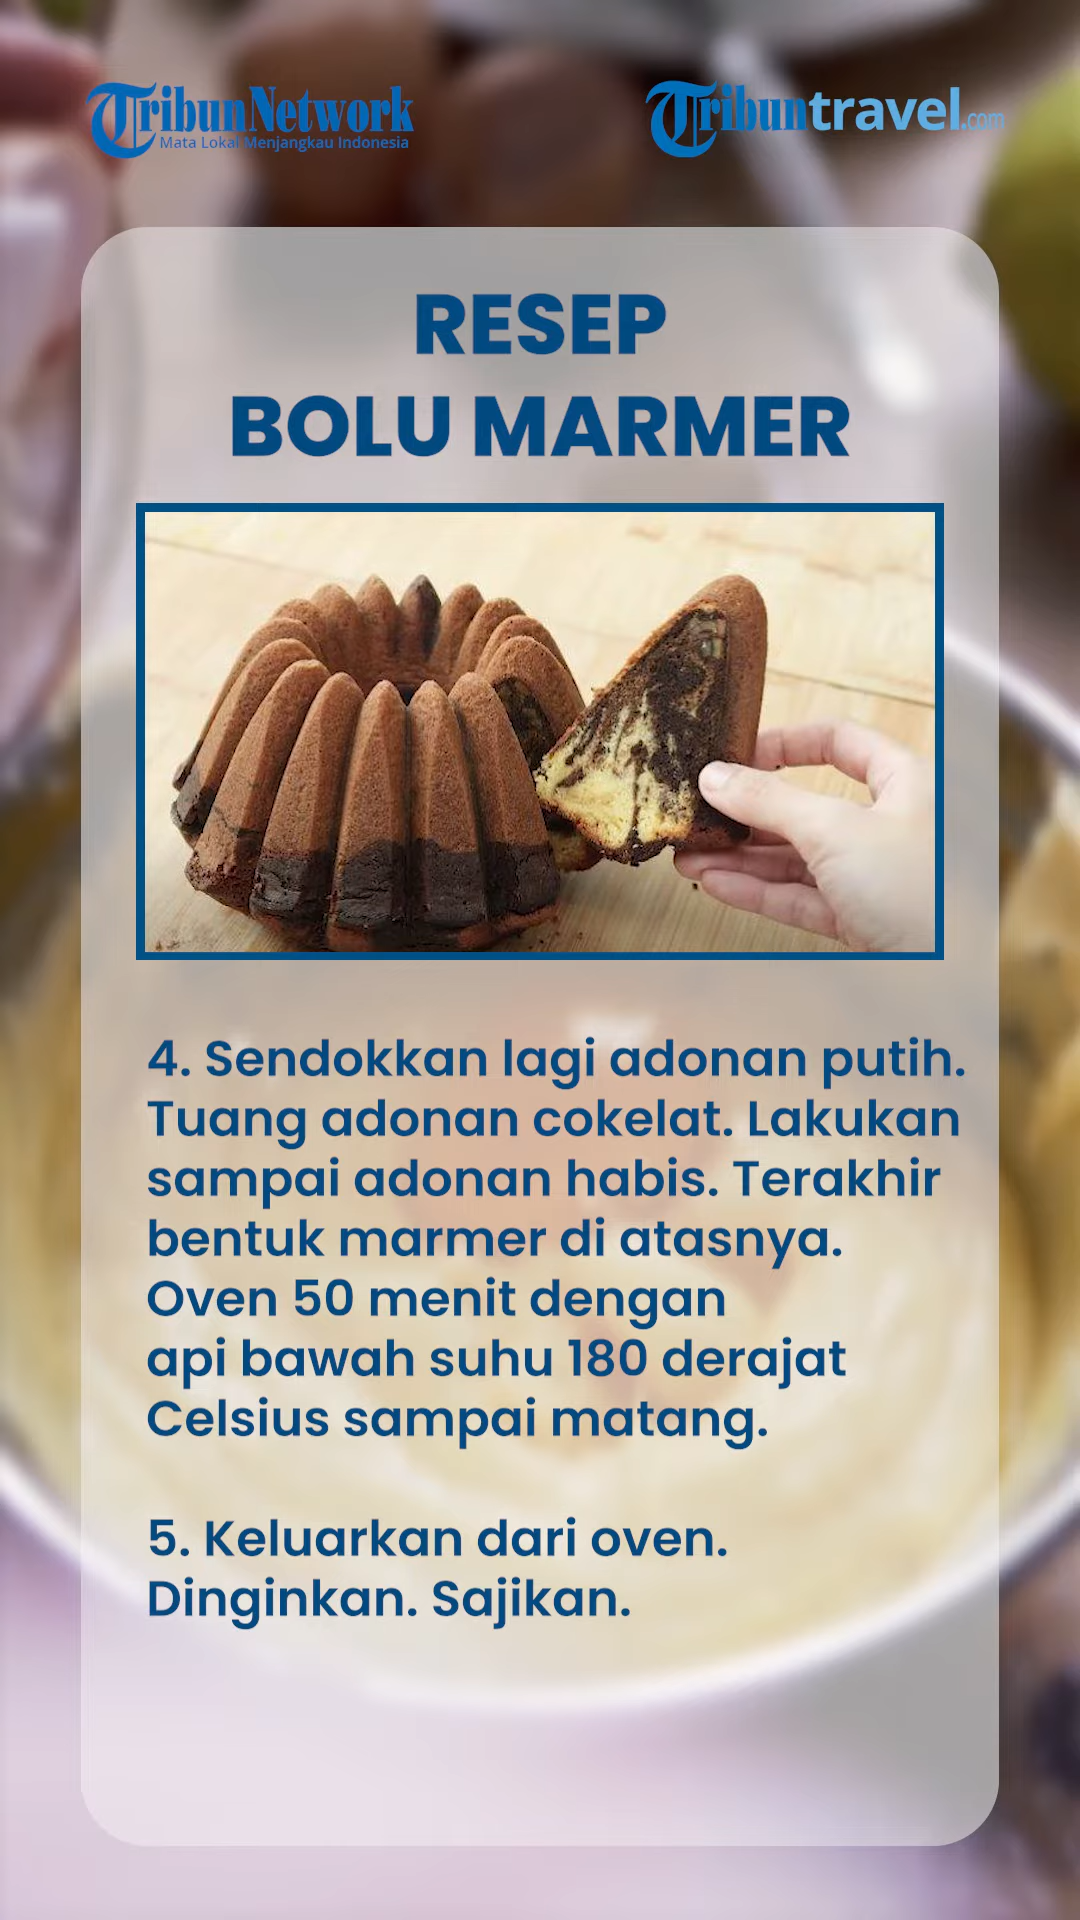 TribunNetwork
Mata Lokal Menjangkau Indonesia
Tribuntravel.com
RESEP
BOLU MARMER
4. Sendokkan lagi adonan putih.
Tuang adonan cokelat. Lakukan
sampai adonan habis. Terakhir
bentuk marmer di atasnya.
Oven 50 menit dengan
api bawah suhu 180 derajat
Celsius sampai matang.
5. Keluarkan dari oven.
Dinginkan. Sajikan.